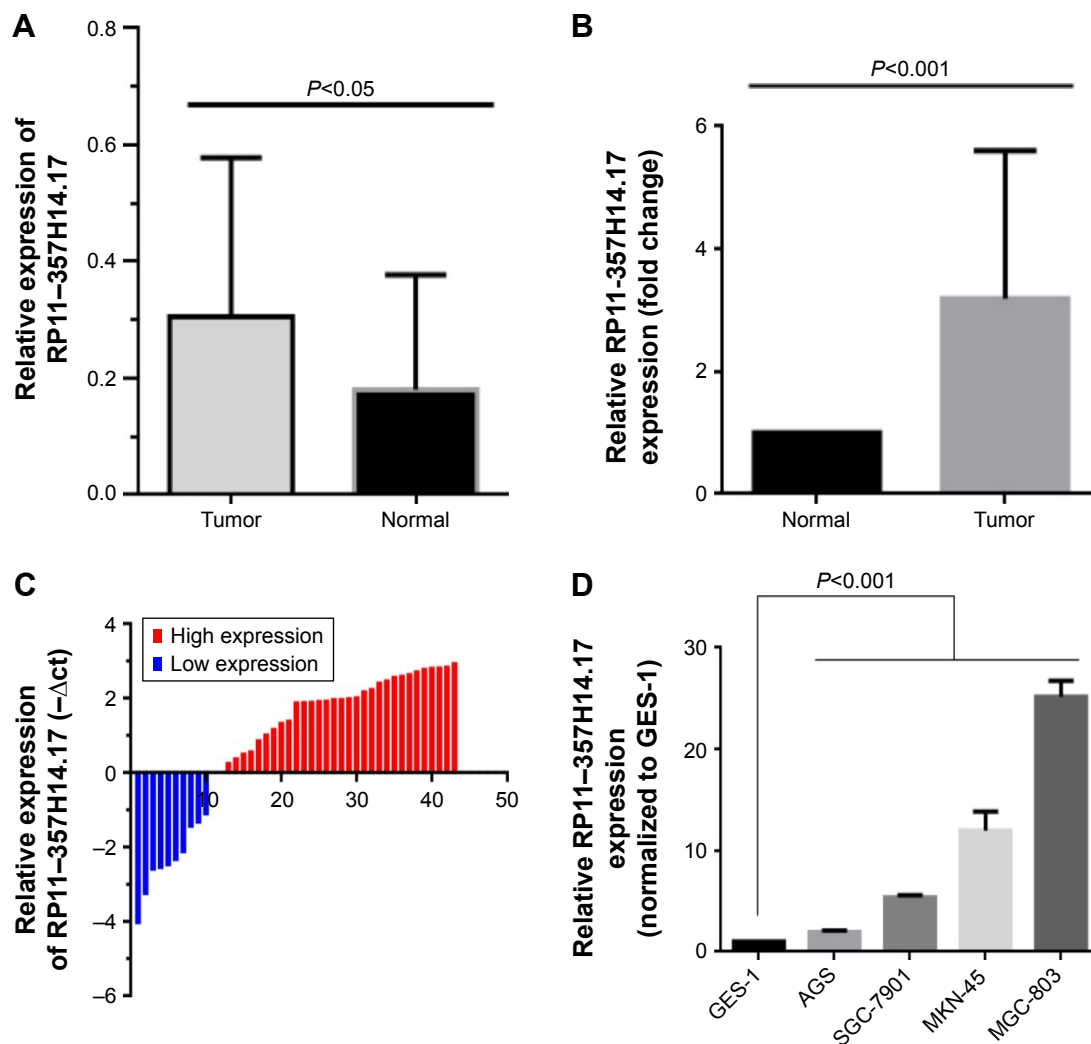 A
Relative expression of
RP11–357H14.17
0.8
0.6
0.4
0.2
0.0
P<0.05
Tumor
Normal
B
Relative RP11-357H14.17
expression (fold change)
6
4
2
0
P<0.001
Normal
Tumor
C
Relative expression
of RP11–357H14.17 (–Δct)
4
2
0
–2
–4
–6
High expression
Low expression
10
20
30
40
50
D
Relative RP11–357H14.17
expression
(normalized to GES-1)
30
20
10
0
P<0.001
GES-1
AGS
SGC-7901
MKN-45
MGC-803